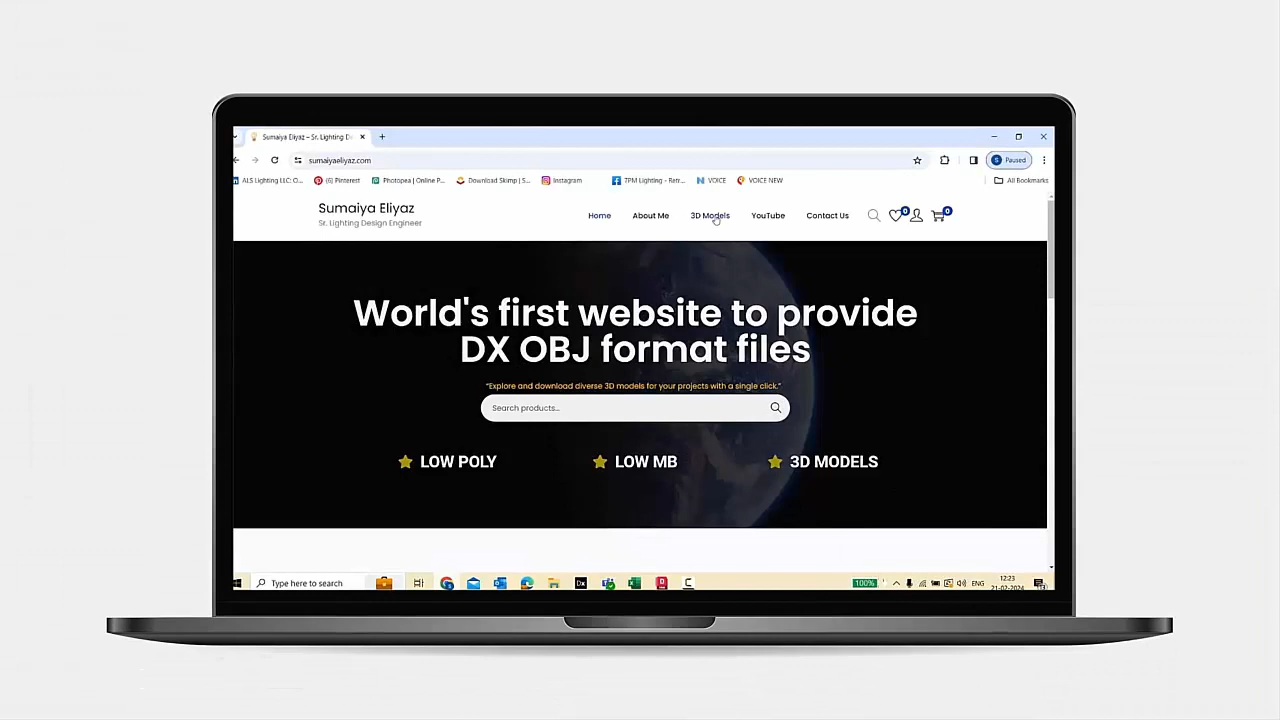 Sumaiya Eliyaz – Sr. Lighting D
sumaiyaeliyaz.com
Paused
ALS Lighting LLC: O...
(6) Pinterest
Photopea | Online P...
Download Skimp | S...
Instagram
7PM Lighting - Retr...
VOICE
VOICE NEW
All Bookmarks
Sumaiya Eliyaz
Sr. Lighting Design Engineer
Home
About Me
3D Models
YouTube
Contact Us
0
0
World's first website to provide
DX OBJ format files
“Explore and download diverse 3D models for your projects with a single click.”
Search products...
LOW POLY
LOW MB
3D MODELS
Type here to search
Dx
100%
ENG
12:23
21-02-2024